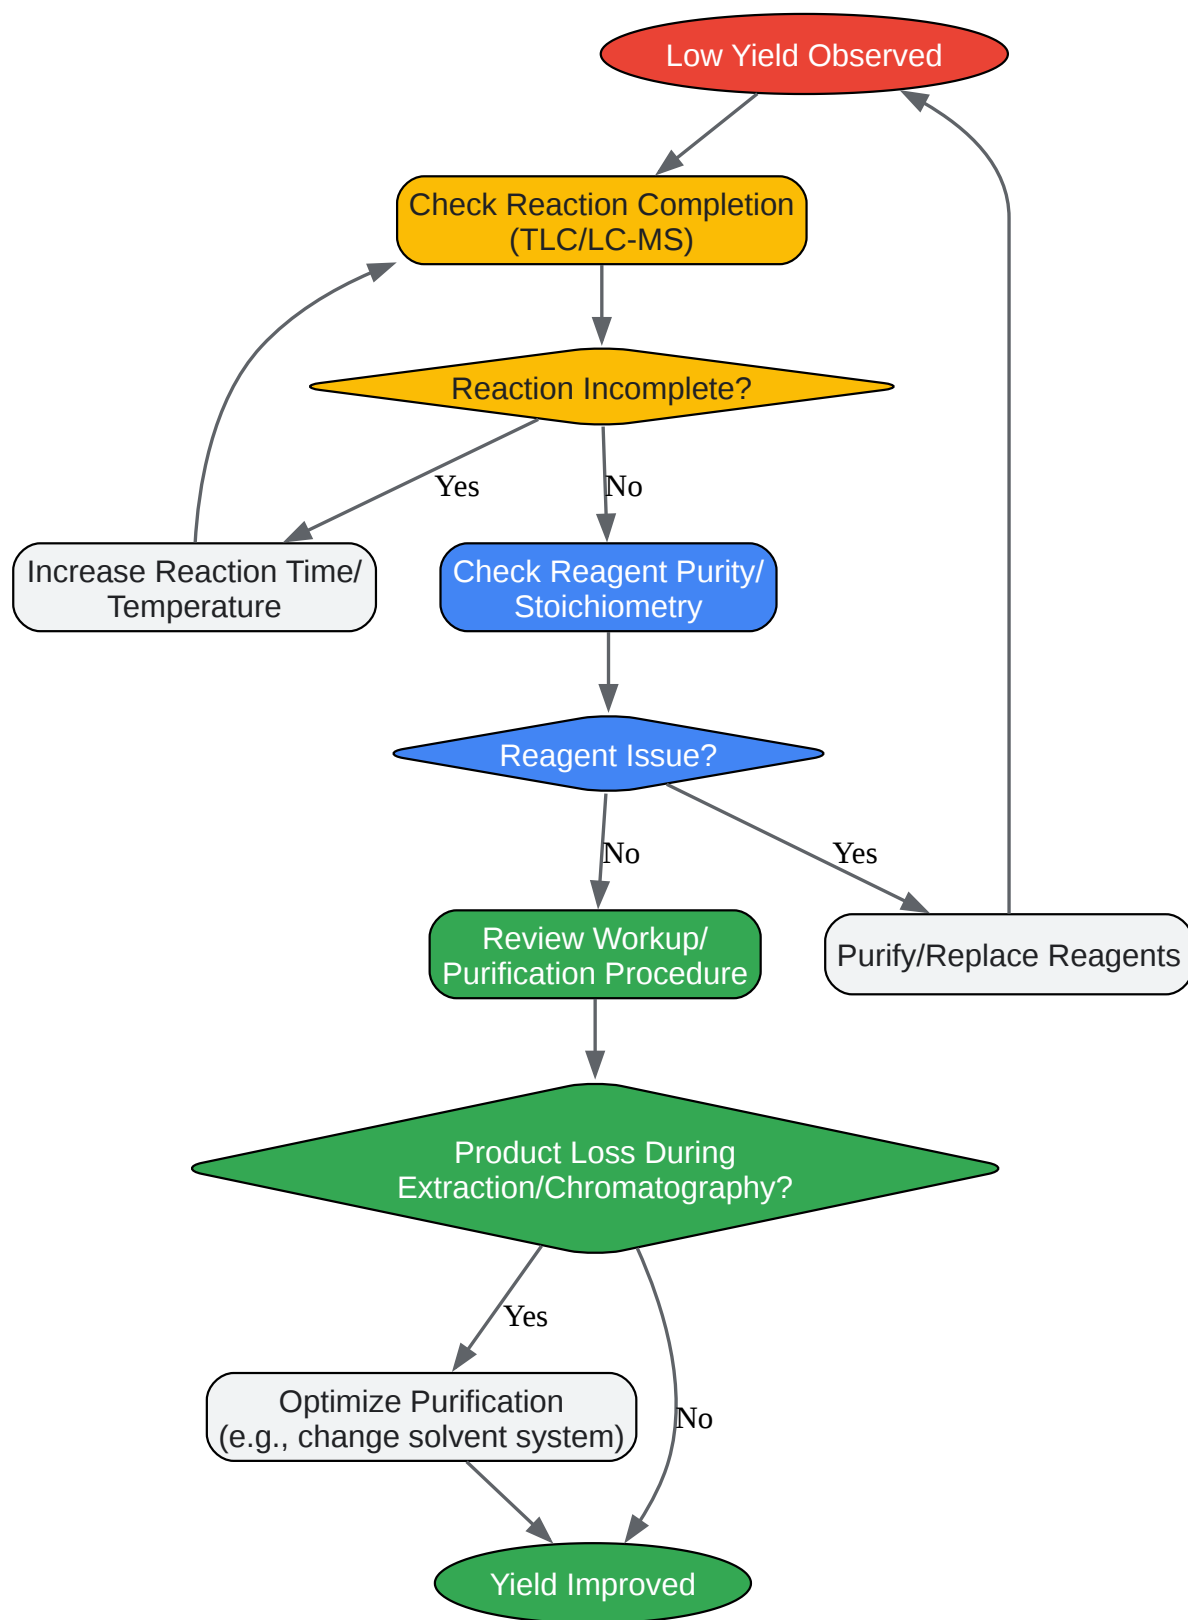 Low Yield Observed
Check Reaction Completion
(TLC/LC-MS)
Reaction Incomplete?
Yes
No
Increase Reaction Time/
Temperature
Check Reagent Purity/
Stoichiometry
Reagent Issue?
No
Yes
Review Workup/
Purification Procedure
Purify/Replace Reagents
Product Loss During
Extraction/Chromatography?
Yes
Optimize Purification
(e.g., change solvent system)
No
Yield Improved